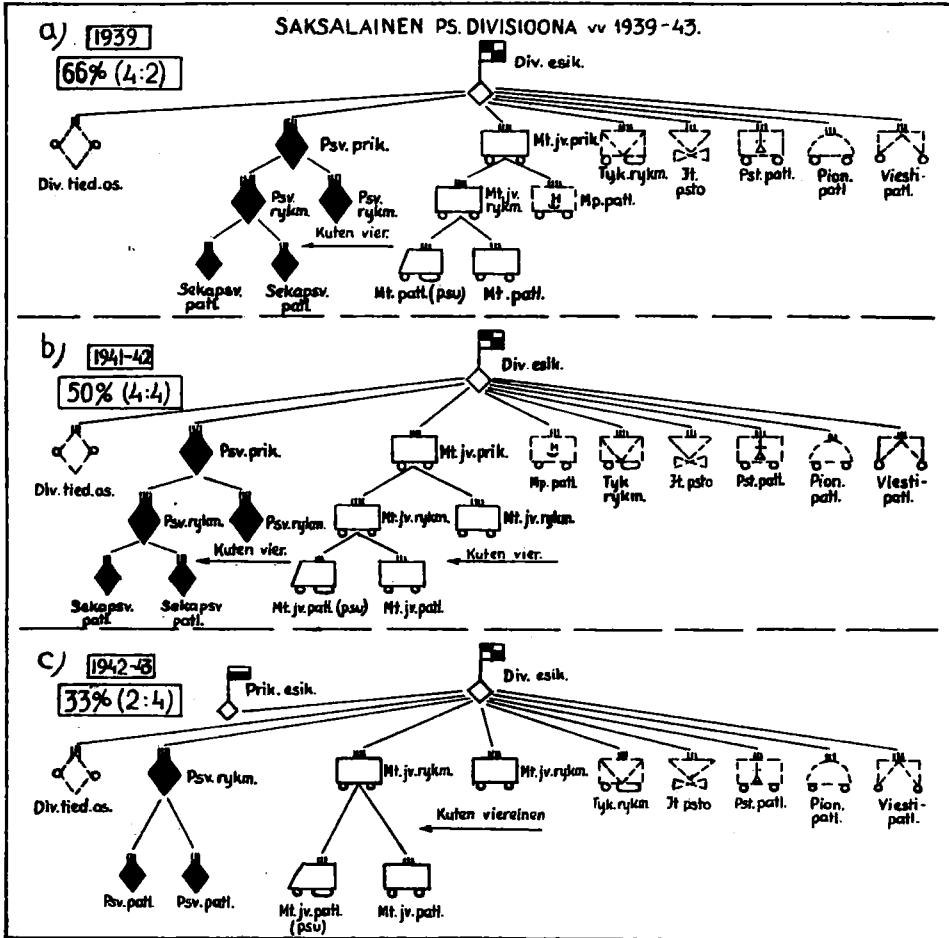 SAKSALAINEN PS. DIVISIOONA vv 1939-43.
a) 1939
66% (4:2)
Div. esik.
Div. tied. os.
Psv. prik.
Mt. jv. prik.
Tyk. rykm.
Jt. psto
Pst. patl.
Pion. patl
Viesti-patl.
Psv. rykm.
Psv. rykm.
Mt. jv. rykm.
Mp. patl.
Kuten vier.
Sekapsv. patl.
Sekapsv. patl.
Mt. patl. (psv)
Mt. patl.
b) 1941-42
50% (4:4)
Div. esik.
Div. tied. os.
Psv. prik.
Mt. jv. prik.
Mp. patl.
Tyk rykm.
Jt. psto
Pst. patl.
Pion. patl.
Viesti-patl.
Psv. rykm.
Psv. rykm.
Mt. jv. rykm.
Mt. jv. rykm.
Kuten vier.
Kuten vier.
Sekapsv. patl.
Sekapsv patl.
Mt. jv. patl. (psv)
Mt. jv. patl.
c) 1942-43
33% (2:4)
Prik. esik.
Div. esik.
Div. tied. os.
Psv. rykm.
Mt. jv. rykm.
Mt. jv. rykm.
Tyk. rykm
Jt psto
Pst. patl.
Pion. patl.
Viesti-patl.
Kuten viereinen
Psv. patl.
Psv. patl.
Mt. jv. patl. (psv)
Mt. jv. patl.